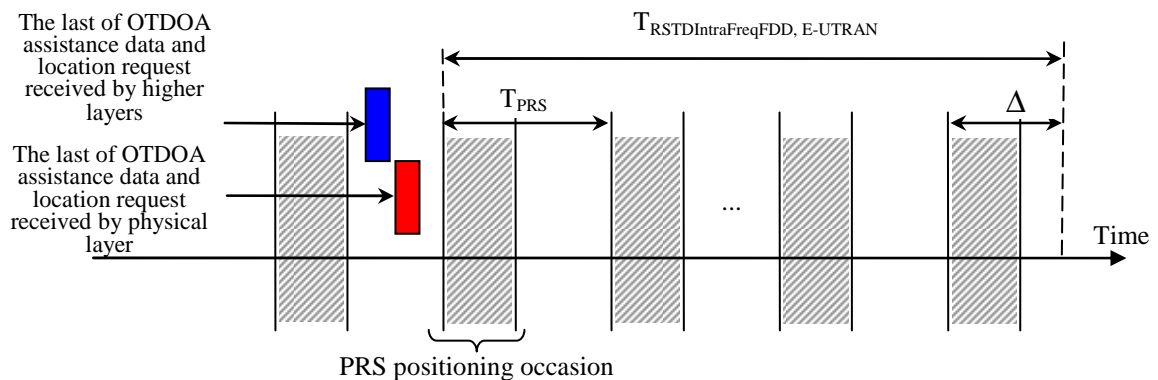 The last of OTDOA
assistance data and
location request
received by higher
layers
The last of OTDOA
assistance data and
location request
received by physical
layer
T_RSTDIntraFreqFDD, E-UTRAN
T_PRS
Δ
...
Time
PRS positioning occasion